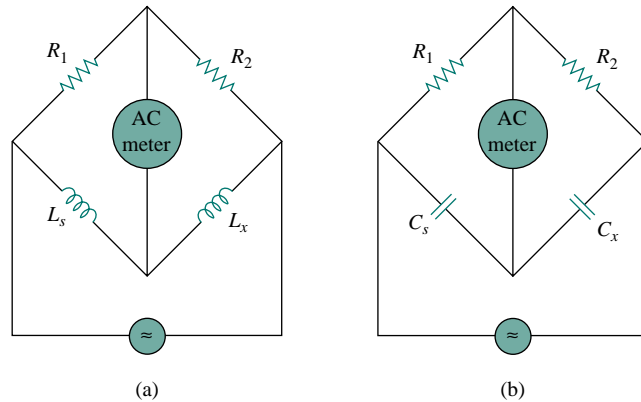 R1
R2
AC
meter
Ls
Lx
≈
(a)
R1
R2
AC
meter
Cs
Cx
≈
(b)